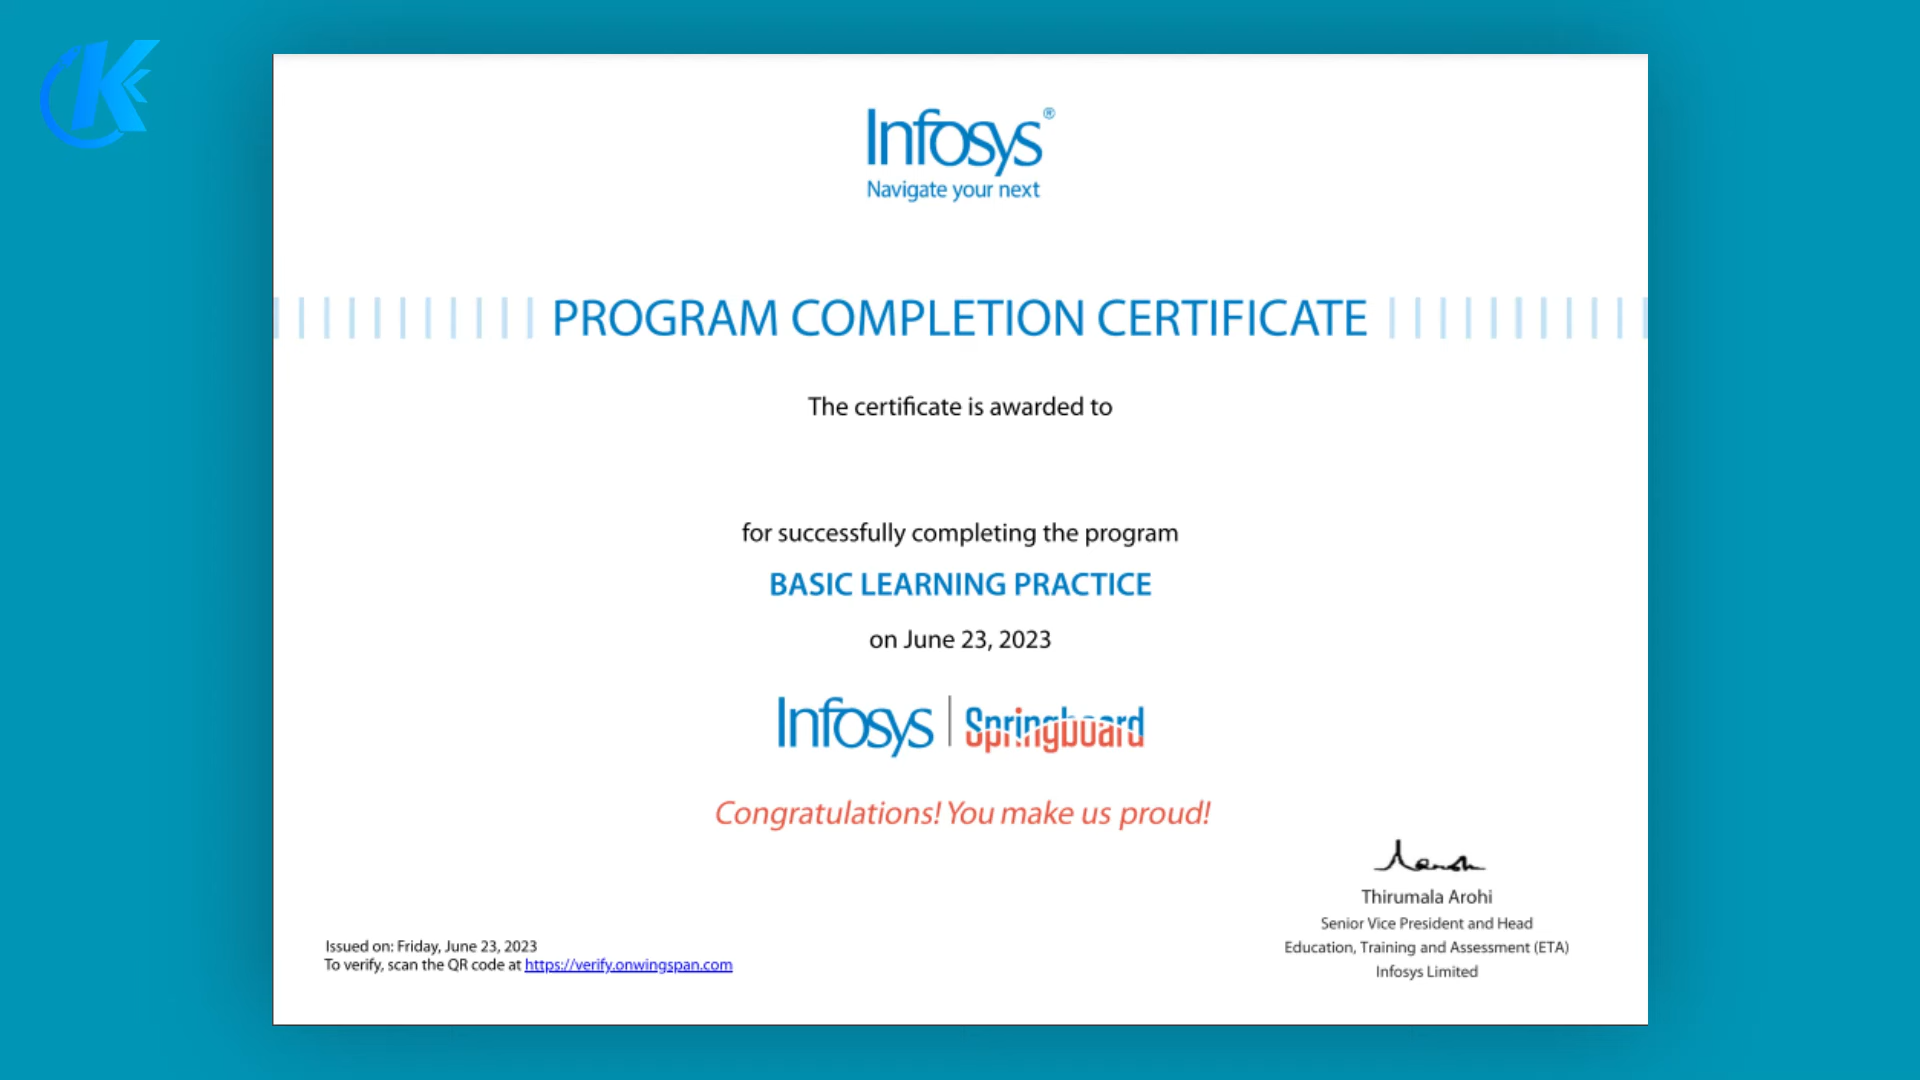 K
Infosys®
Navigate your next
PROGRAM COMPLETION CERTIFICATE
The certificate is awarded to
for successfully completing the program
BASIC LEARNING PRACTICE
on June 23, 2023
Infosys | Springboard
Congratulations! You make us proud!
Thirumala Arohi
Senior Vice President and Head
Education, Training and Assessment (ETA)
Infosys Limited
Issued on: Friday, June 23, 2023
To verify, scan the QR code at https://verify.onwingspan.com